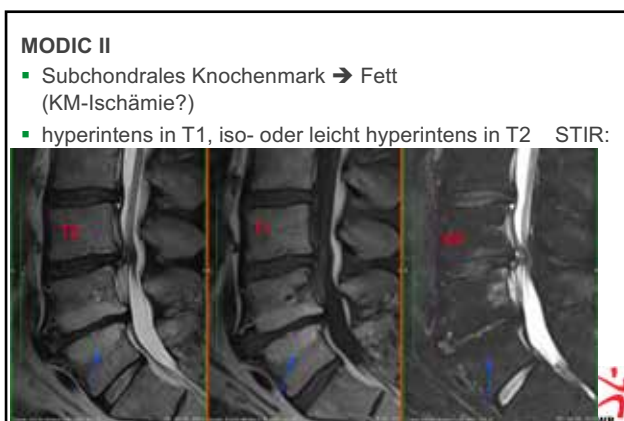 MODIC II
▪ Subchondrales Knochenmark ➔ Fett
(KM-Ischämie?)
▪ hyperintens in T1, iso- oder leicht hyperintens in T2 STIR:
T2
T1